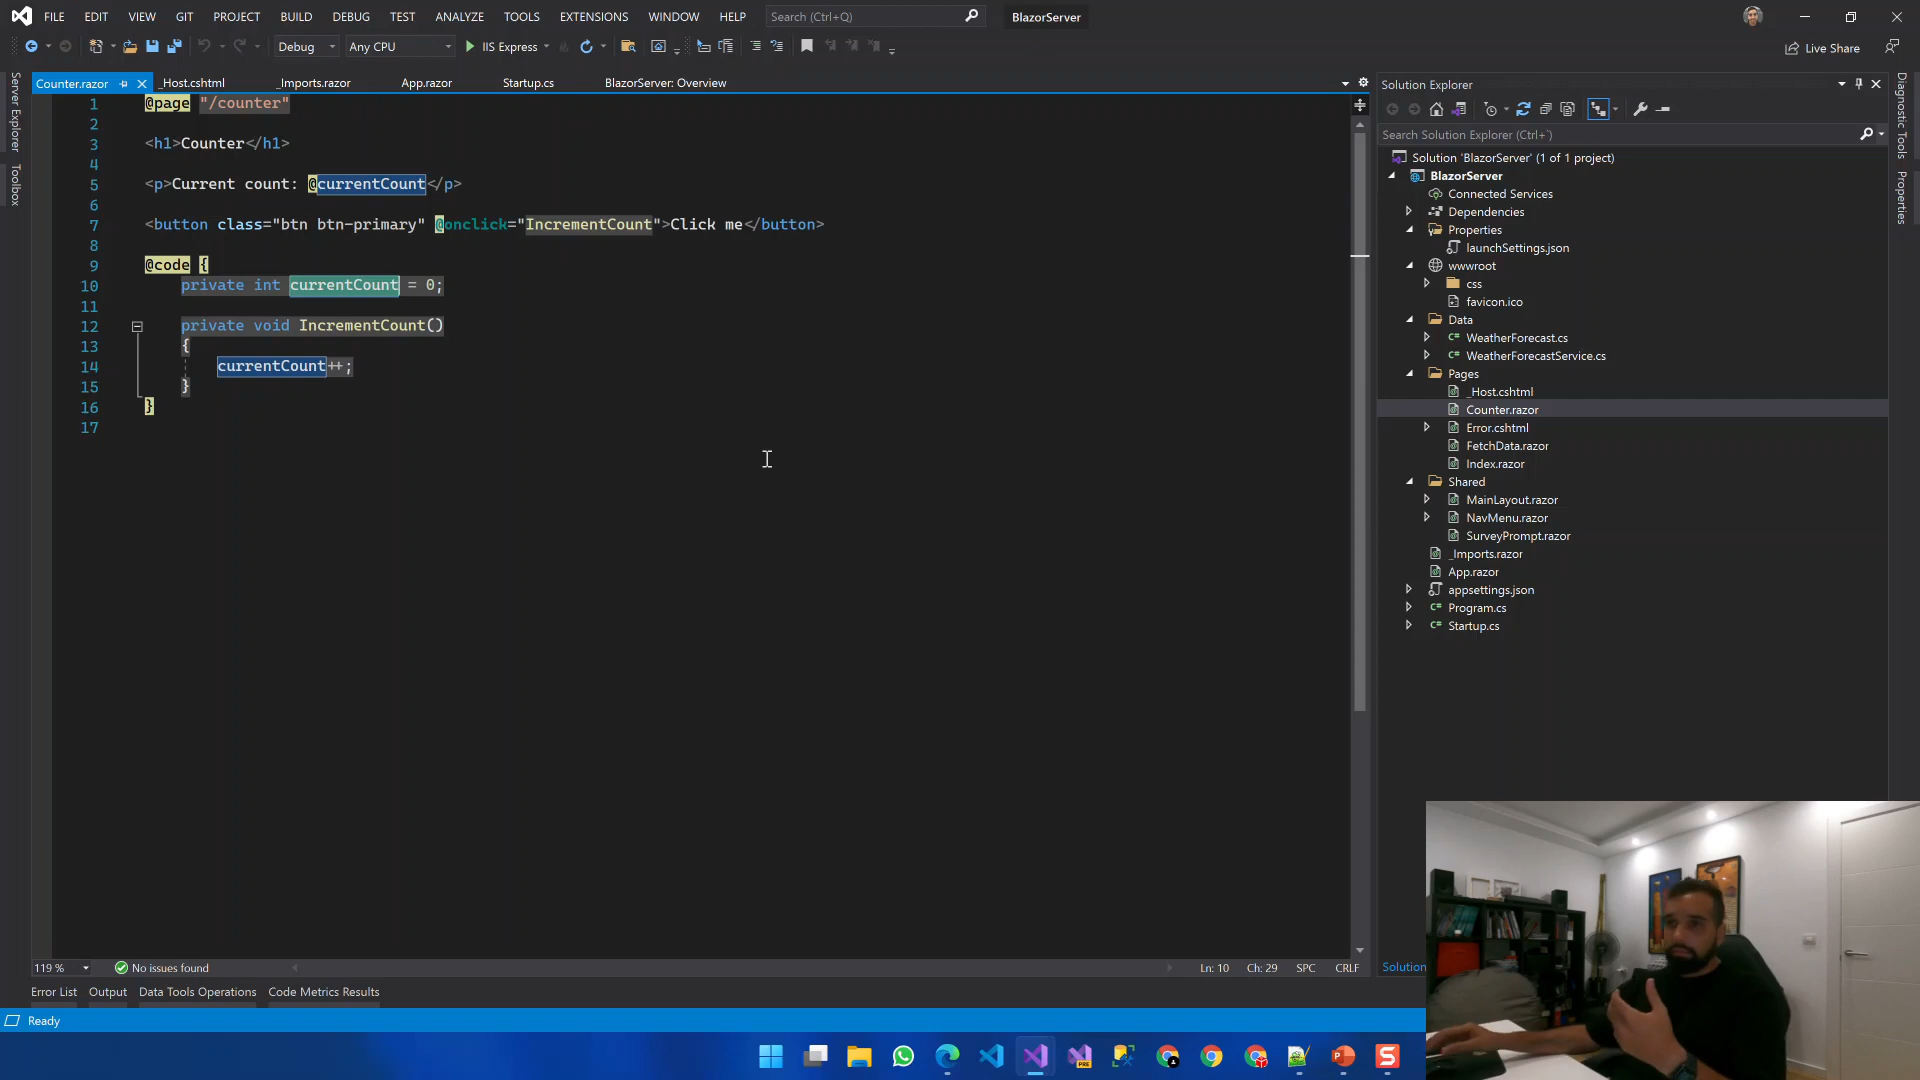 FILE EDIT VIEW GIT PROJECT BUILD DEBUG TEST ANALYZE TOOLS EXTENSIONS WINDOW HELP Search (Ctrl+Q) BlazorServer
Debug Any CPU IIS Express Live Share
Server Explorer
Toolbox
Counter.razor _Host.cshtml _Imports.razor App.razor Startup.cs BlazorServer: Overview
1 @page "/counter"
2
3 <h1>Counter</h1>
4
5 <p>Current count: @currentCount</p>
6
7 <button class="btn btn-primary" @onclick="IncrementCount">Click me</button>
8
9 @code {
10 private int currentCount = 0;
11
12 private void IncrementCount()
13 {
14 currentCount++;
15 }
16 }
17
119 % No issues found Ln: 10 Ch: 29 SPC CRLF
Solution Explorer
Search Solution Explorer (Ctrl+`)
Solution 'BlazorServer' (1 of 1 project)
BlazorServer
Connected Services
Dependencies
Properties
launchSettings.json
wwwroot
css
favicon.ico
Data
WeatherForecast.cs
WeatherForecastService.cs
Pages
_Host.cshtml
Counter.razor
Error.cshtml
FetchData.razor
Index.razor
Shared
MainLayout.razor
NavMenu.razor
SurveyPrompt.razor
_Imports.razor
App.razor
appsettings.json
Program.cs
Startup.cs
Solution
Diagnostic Tools
Properties
Error List Output Data Tools Operations Code Metrics Results
Ready
PRE